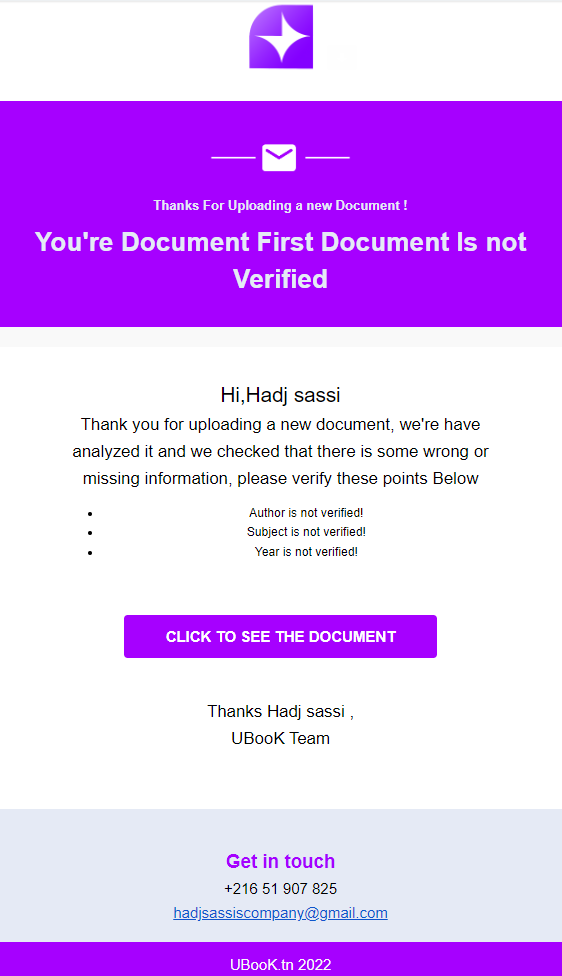 Thanks For Uploading a new Document !
You're Document First Document Is not
Verified
Hi,Hadj sassi
Thank you for uploading a new document, we're have
analyzed it and we checked that there is some wrong or
missing information, please verify these points Below
• Author is not verified!
• Subject is not verified!
• Year is not verified!
CLICK TO SEE THE DOCUMENT
Thanks Hadj sassi ,
UBooK Team
Get in touch
+216 51 907 825
hadjsassiscompany@gmail.com
UBooK.tn 2022